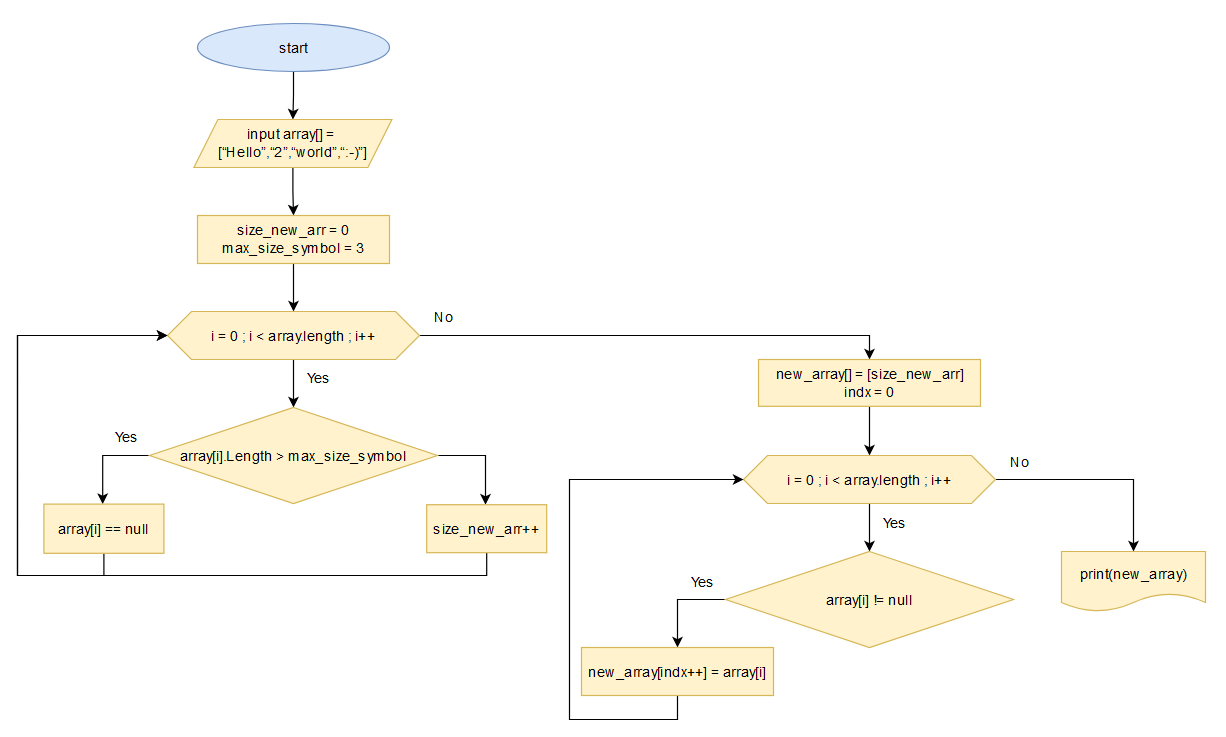 start
input array[] =
[“Hello”,“2”,“world”,“:-)”]
size_new_arr = 0
max_size_symbol = 3
i = 0 ; i < array.length ; i++
No
Yes
array[i].Length > max_size_symbol
Yes
array[i] == null
size_new_arr++
new_array[] = [size_new_arr]
indx = 0
i = 0 ; i < array.length ; i++
No
Yes
array[i] != null
Yes
new_array[indx++] = array[i]
print(new_array)